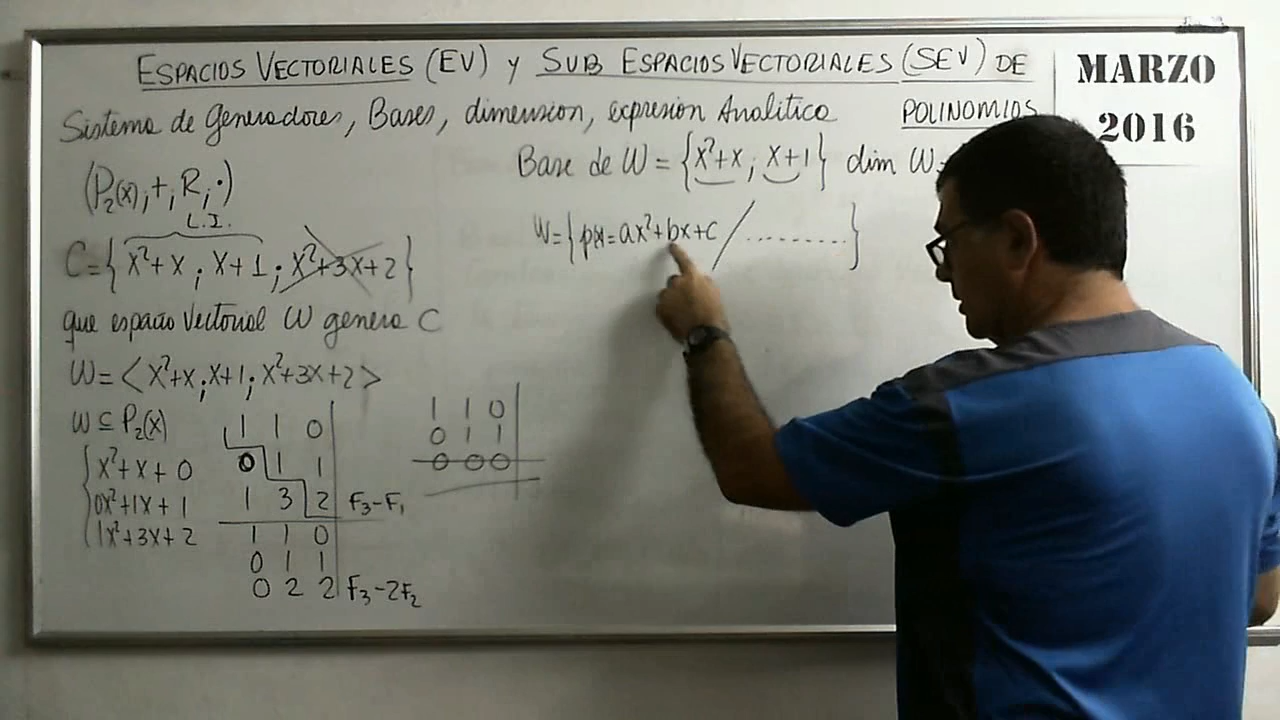 ESPACIOS VECTORIALES (EV) y SUB ESPACIOS VECTORIALES (SEV) DE
POLINOMIOS
Sistema de Generadores, Bases, dimension, expresion Analitica
(P₂(x), +, R, ·)
L.I.
C = {x²+x ; x+1 ; x²+3x+2}
que espacio Vectorial W genera C
W = <x²+x ; x+1 ; x²+3x+2>
W ⊆ P₂(x)
{ x²+x+0
0x²+1x+1
1x²+3x+2
1 1 0
0 1 1
1 3 2 F₃-F₁
1 1 0
0 1 1
0 2 2 F₃-2F₂
1 1 0
0 1 1
0 0 0
Base de W = {x²+x ; x+1} dim W=
W = {p(x) = ax²+bx+c / ..........}
MARZO
2016